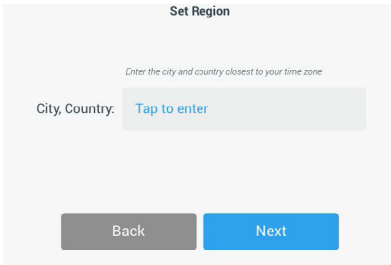 Set Region
Enter the city and country closest to your time zone
City, Country: Tap to enter
Back Next